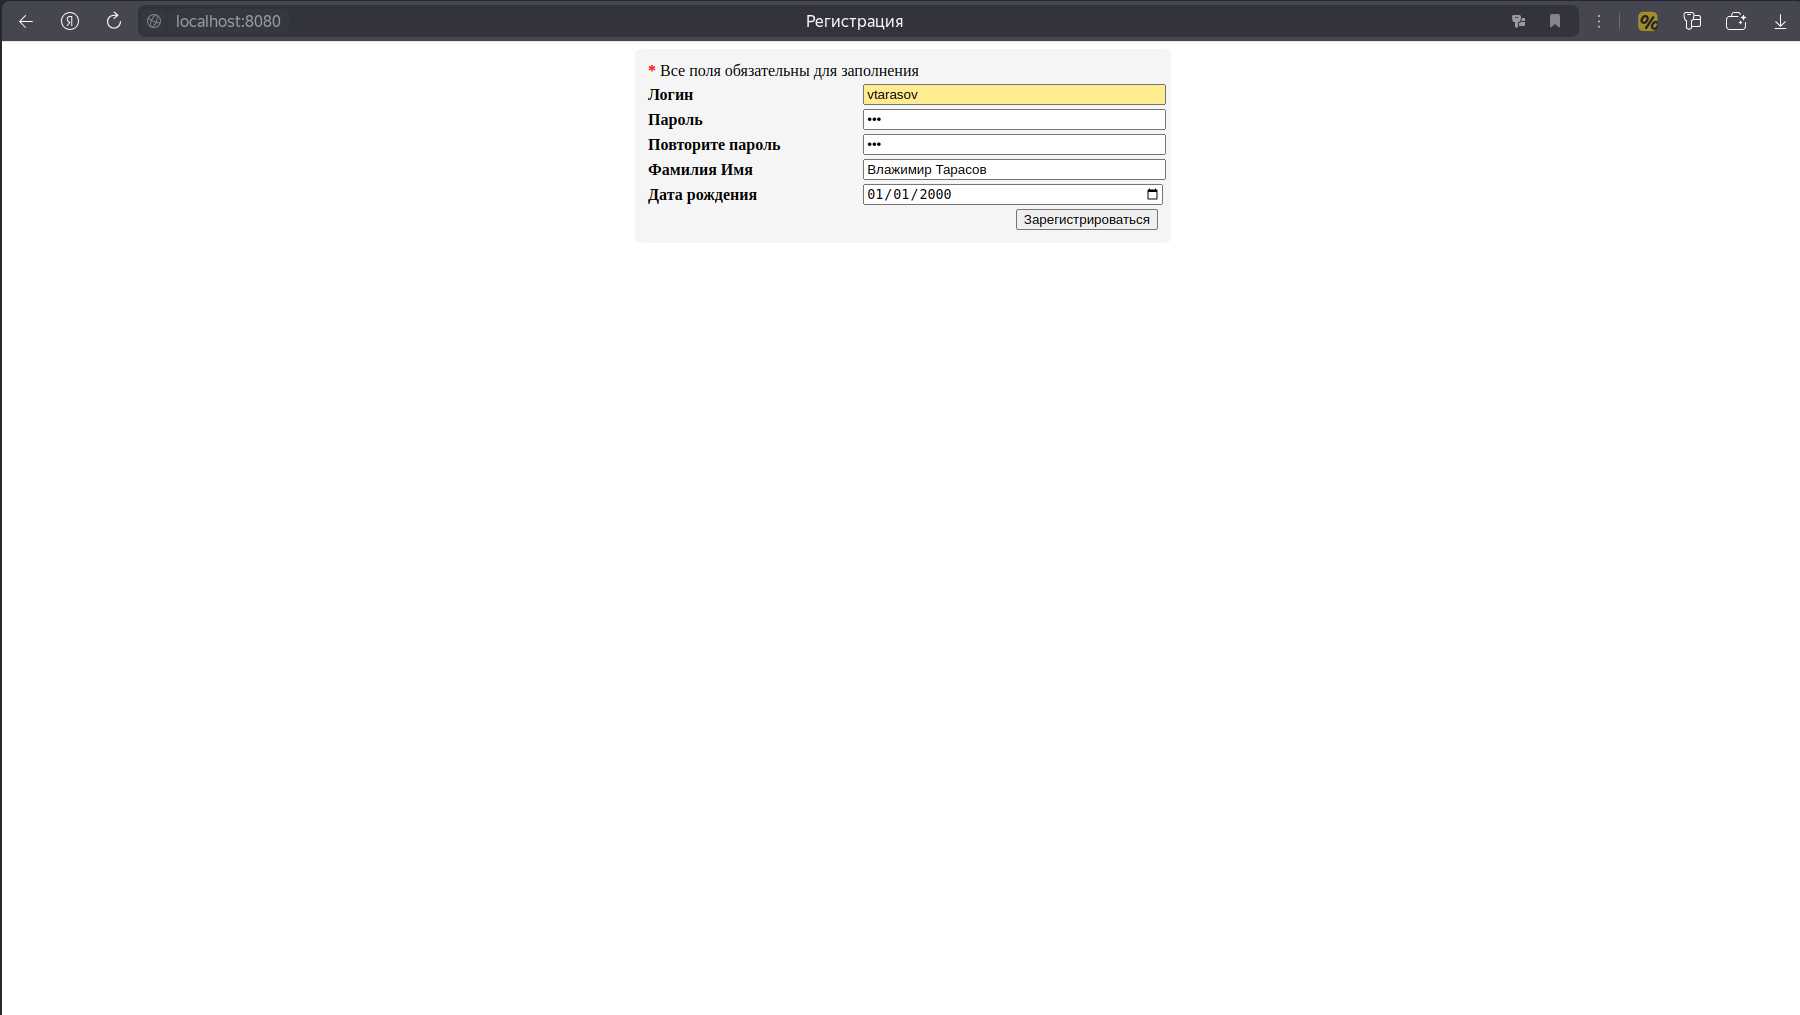 localhost:8080
Регистрация
* Все поля обязательны для заполнения
Логин vtarasov
Пароль •••
Повторите пароль •••
Фамилия Имя Влажимир Тарасов
Дата рождения 01/01/2000
Зарегистрироваться